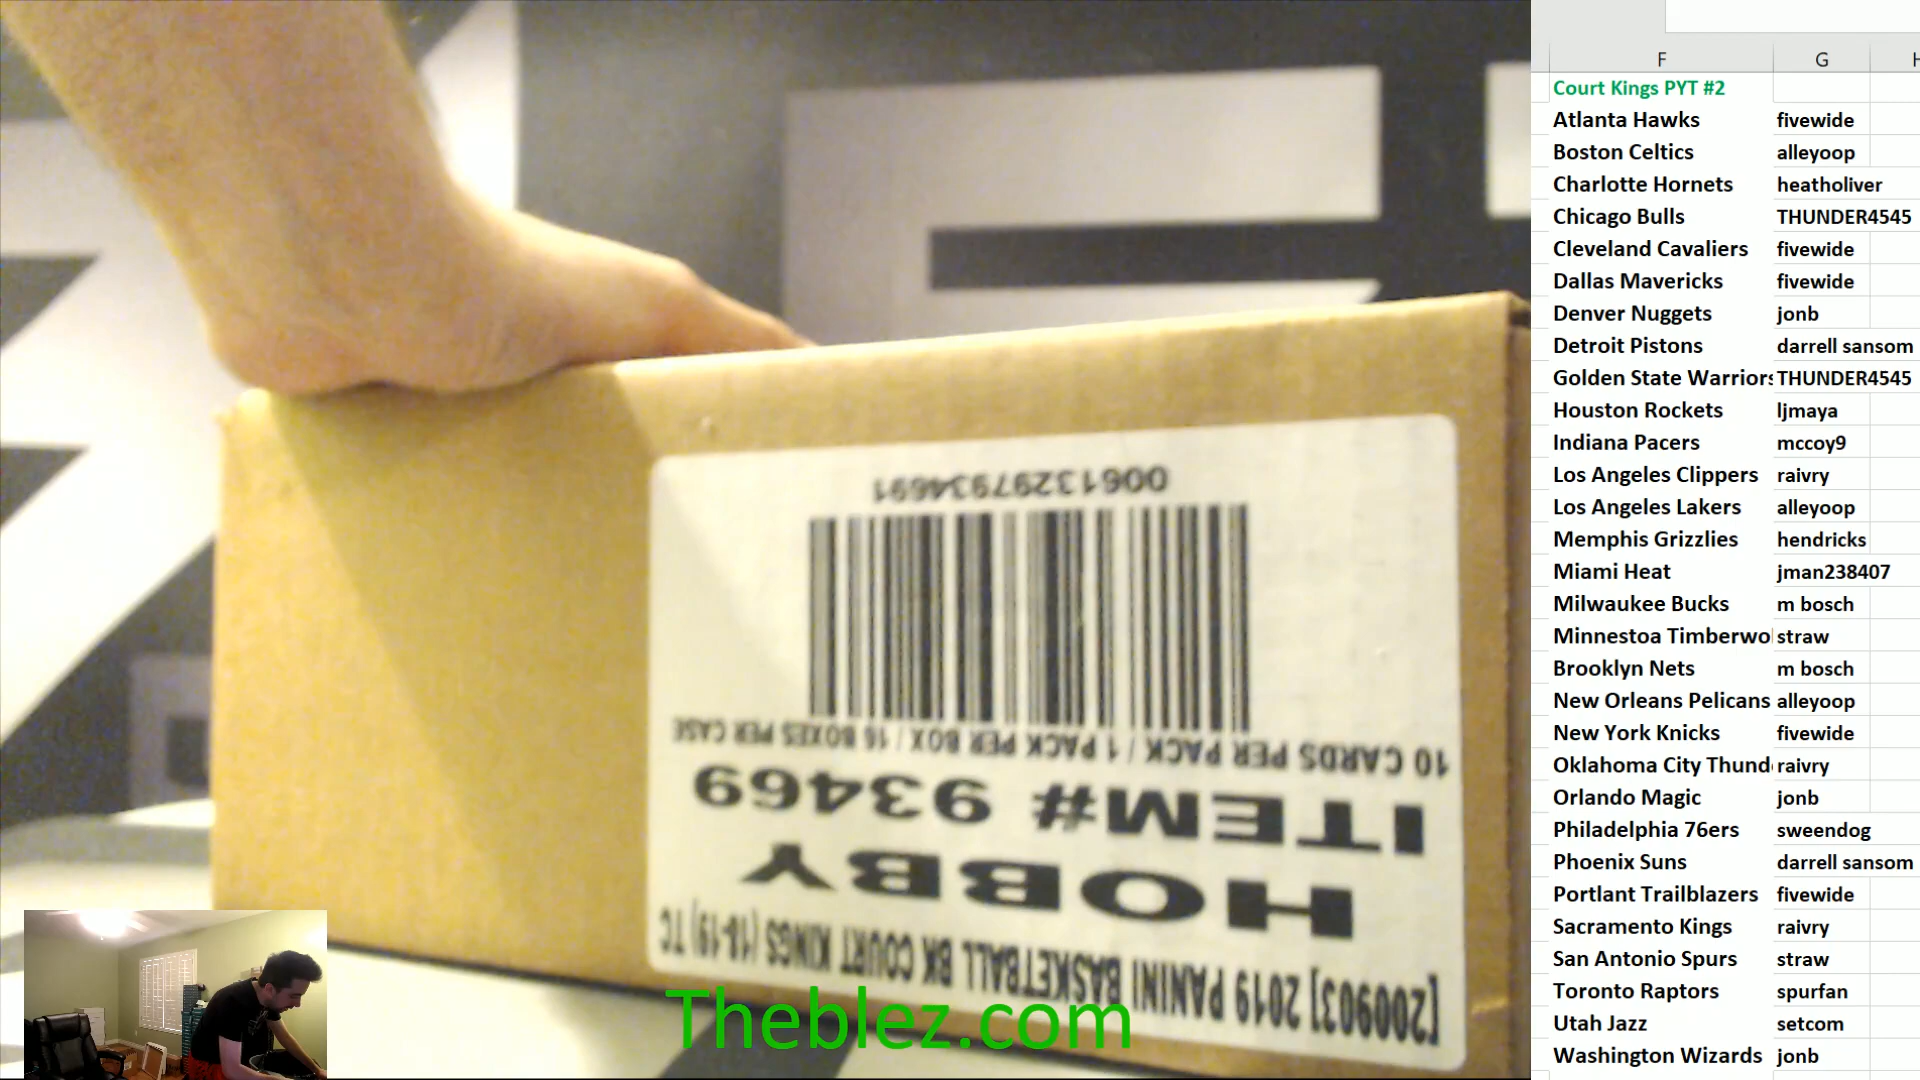 F G H
Court Kings PYT #2
Atlanta Hawks fivewide
Boston Celtics alleyoop
Charlotte Hornets heatholiver
Chicago Bulls THUNDER4545
Cleveland Cavaliers fivewide
Dallas Mavericks fivewide
Denver Nuggets jonb
Detroit Pistons darrell sansom
Golden State Warriors THUNDER4545
Houston Rockets ljmaya
Indiana Pacers mccoy9
Los Angeles Clippers raivry
Los Angeles Lakers alleyoop
Memphis Grizzlies hendricks
Miami Heat jman238407
Milwaukee Bucks m bosch
Minnestoa Timberwol straw
Brooklyn Nets m bosch
New Orleans Pelicans alleyoop
New York Knicks fivewide
Oklahoma City Thund raivry
Orlando Magic jonb
Philadelphia 76ers sweendog
Phoenix Suns darrell sansom
Portlant Trailblazers fivewide
Sacramento Kings raivry
San Antonio Spurs straw
Toronto Raptors spurfan
Utah Jazz setcom
Washington Wizards jonb
[200903] 2019 PANINI BASKETBALL BK COURT KINGS (18-19) TC
HOBBY
ITEM# 93469
10 CARDS PER PACK / 1 PACK PER BOX / 16 BOXES PER CASE
00613297934691
Theblez.com